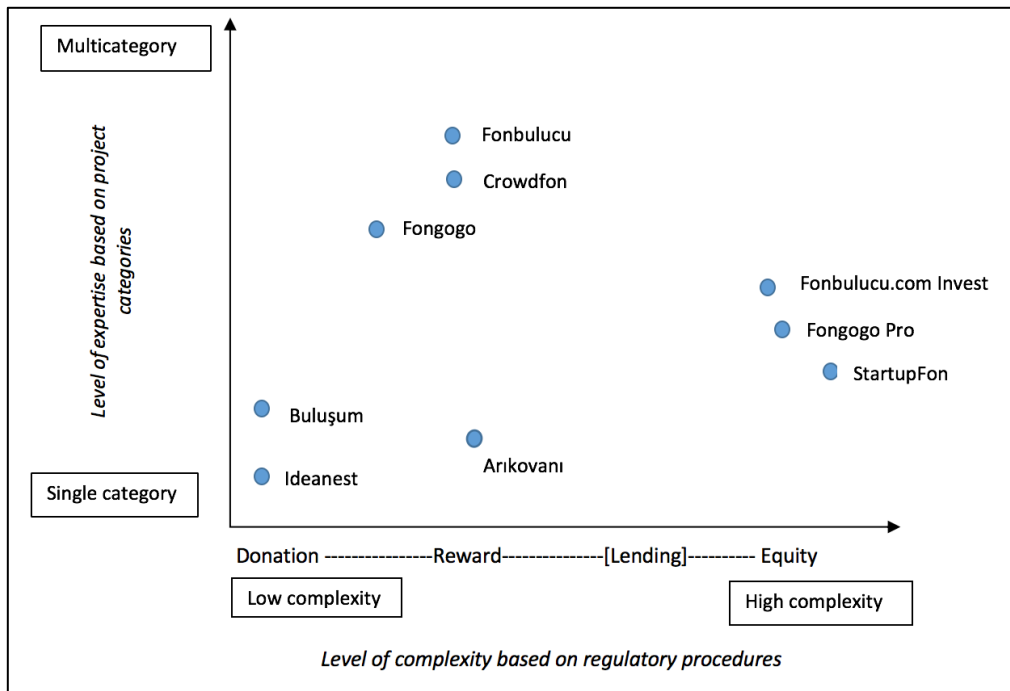 Multicategory
Level of expertise based on project
categories
Fonbulucu
Crowdfon
Fongogo
Fonbulucu.com Invest
Fongogo Pro
StartupFon
Buluşum
Arıkovanı
Ideanest
Single category
Donation ----------------Reward---------------[Lending]---------- Equity
Low complexity
High complexity
Level of complexity based on regulatory procedures